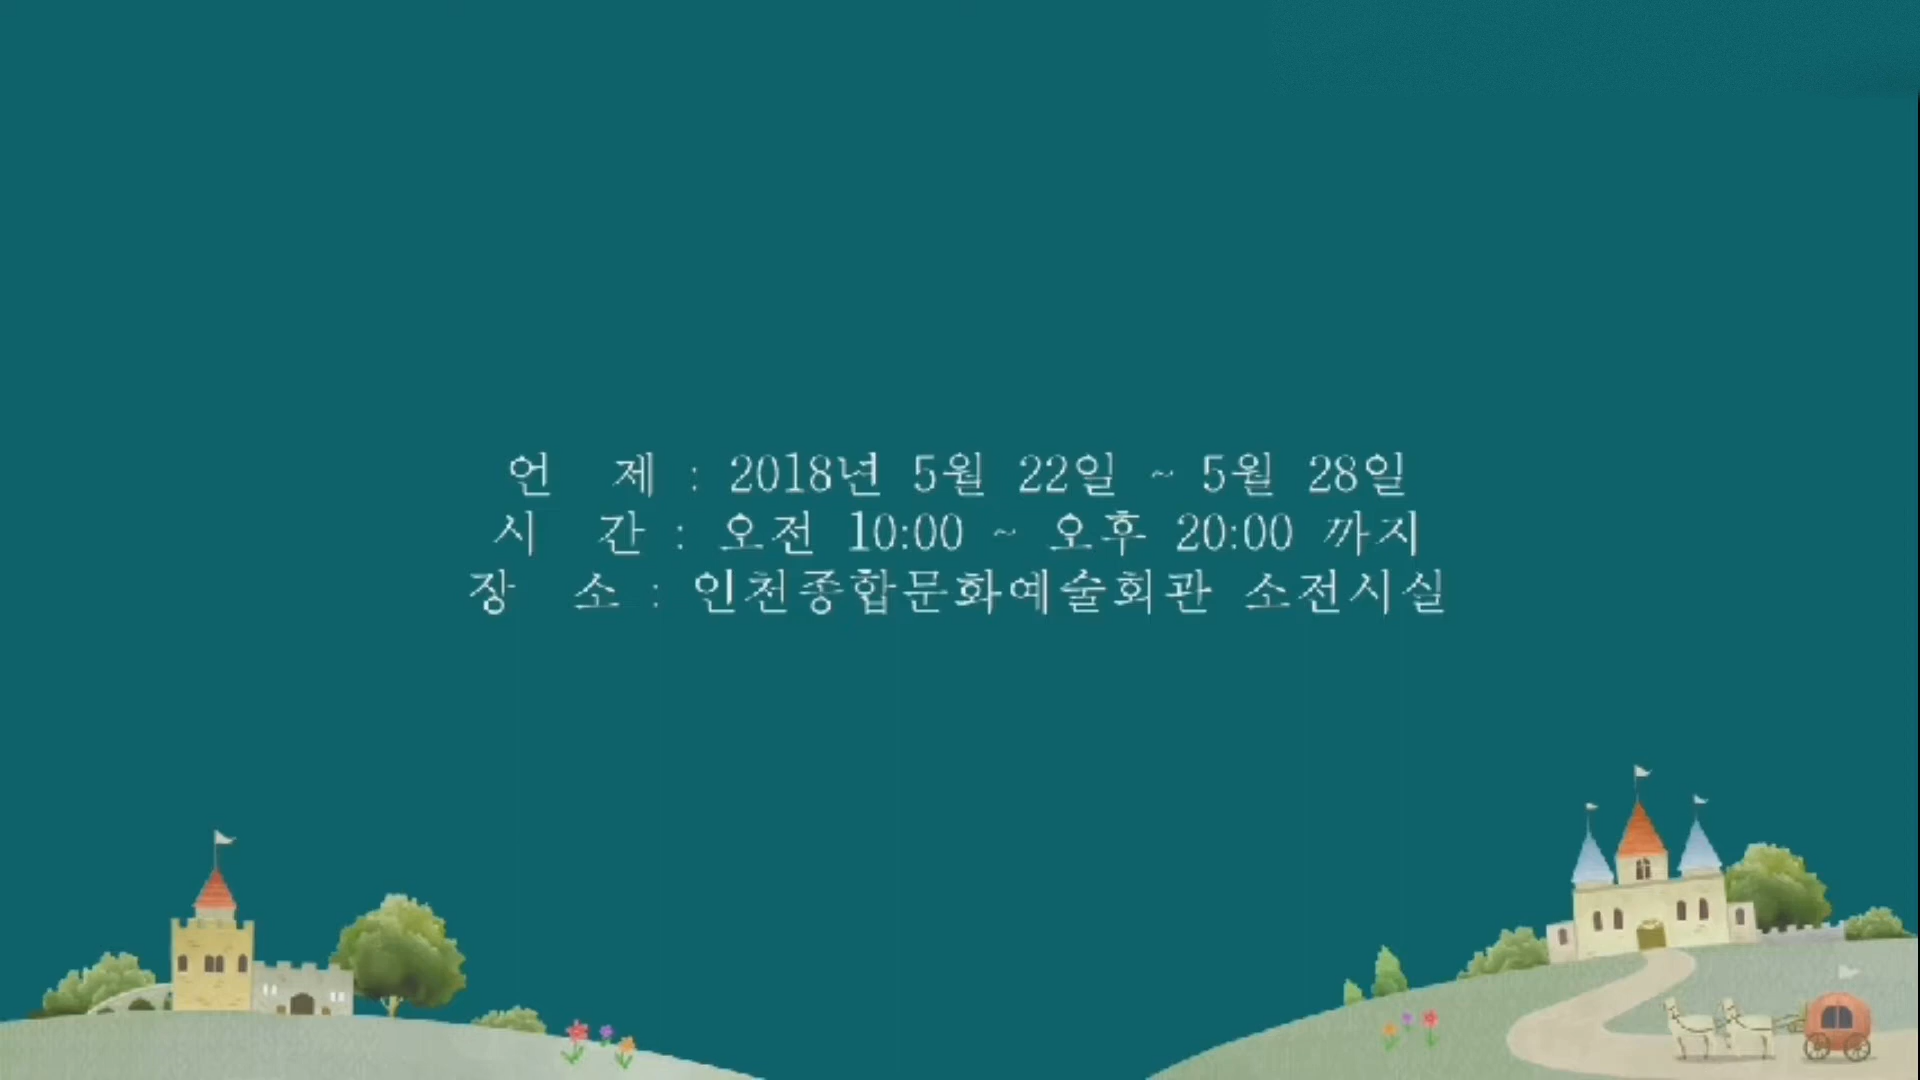 언 제 : 2018년 5월 22일 ~ 5월 28일
시 간 : 오전 10:00 ~ 오후 20:00 까지
장 소 : 인천종합문화예술회관 소전시실